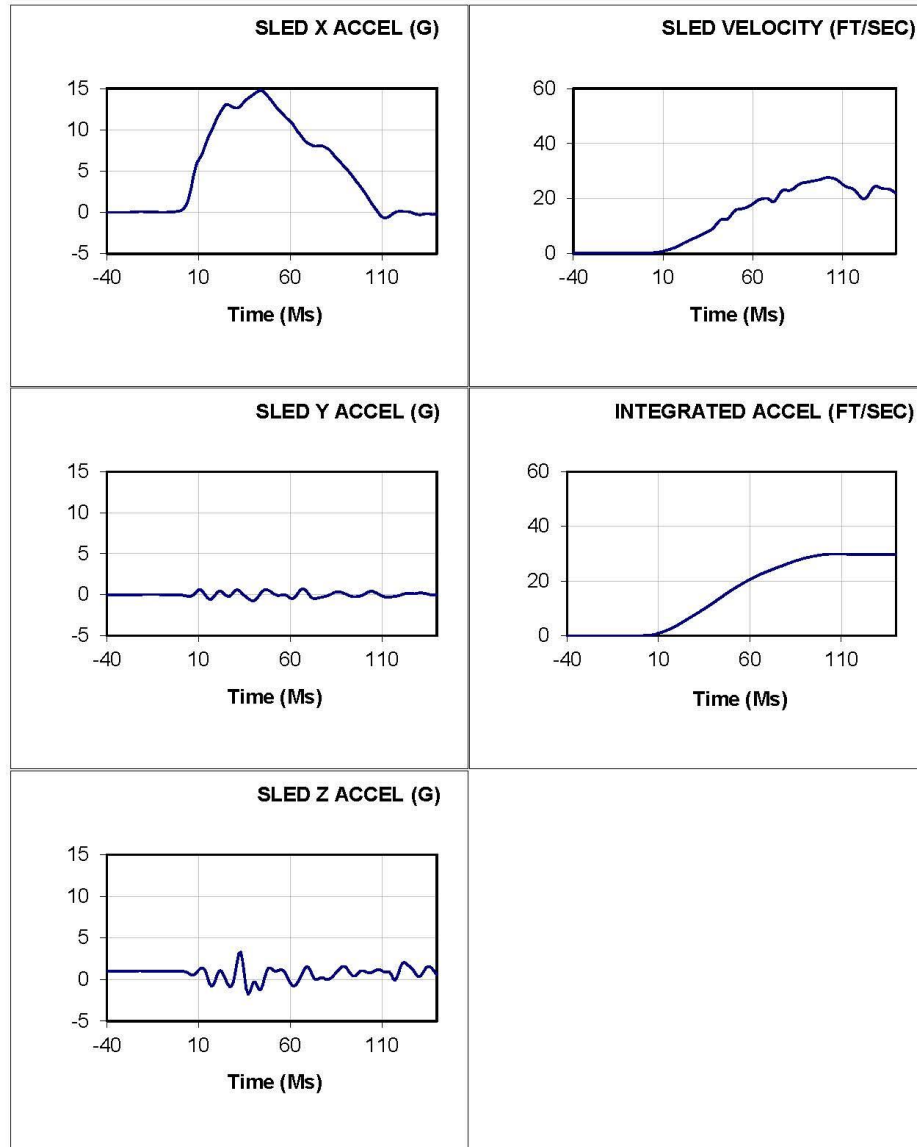 SLED X ACCEL (G)
15
10
5
0
-5
-40 10 60 110
Time (Ms)
SLED VELOCITY (FT/SEC)
60
40
20
0
-40 10 60 110
Time (Ms)
SLED Y ACCEL (G)
15
10
5
0
-5
-40 10 60 110
Time (Ms)
INTEGRATED ACCEL (FT/SEC)
60
40
20
0
-40 10 60 110
Time (Ms)
SLED Z ACCEL (G)
15
10
5
0
-5
-40 10 60 110
Time (Ms)